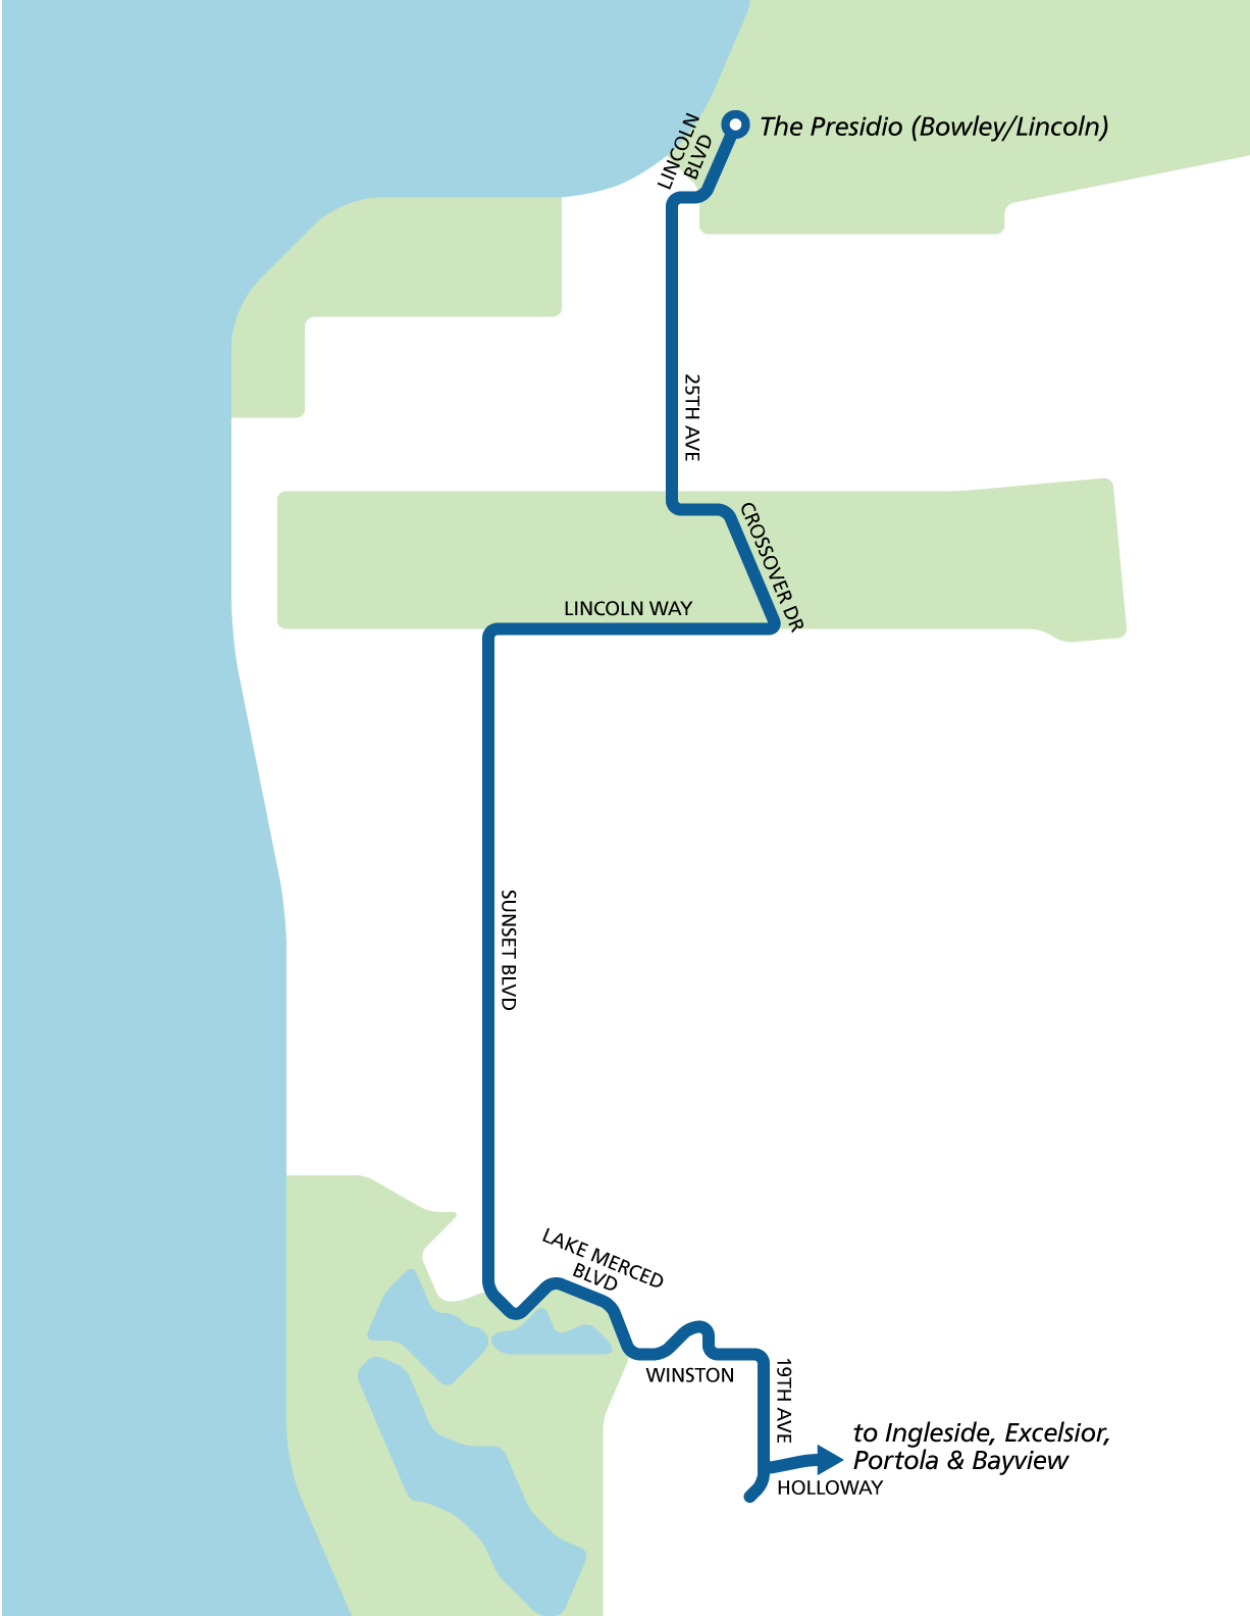 LINCOLN
BLVD
The Presidio (Bowley/Lincoln)
25TH AVE
CROSSOVER DR
LINCOLN WAY
SUNSET BLVD
LAKE MERCED
BLVD
WINSTON
19TH AVE
to Ingleside, Excelsior,
Portola & Bayview
HOLLOWAY